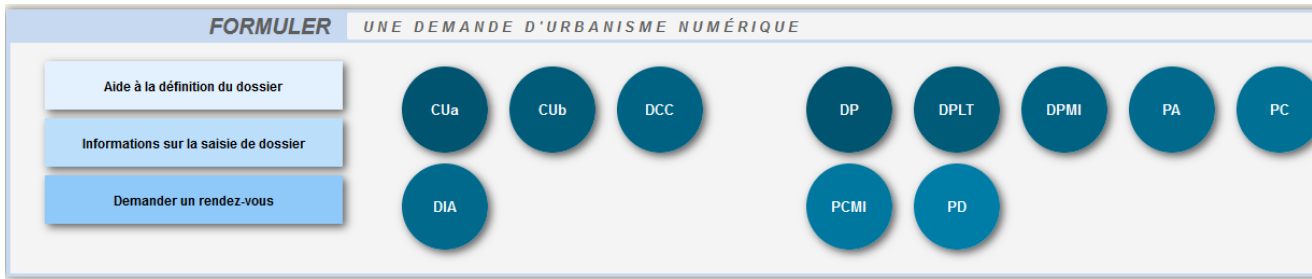 FORMULER UNE DEMANDE D'URBANISME NUMÉRIQUE
Aide à la définition du dossier
Informations sur la saisie de dossier
Demander un rendez-vous
CUa CUb DCC
DIA
DP DPLT DPMI PA PC
PCMI PD